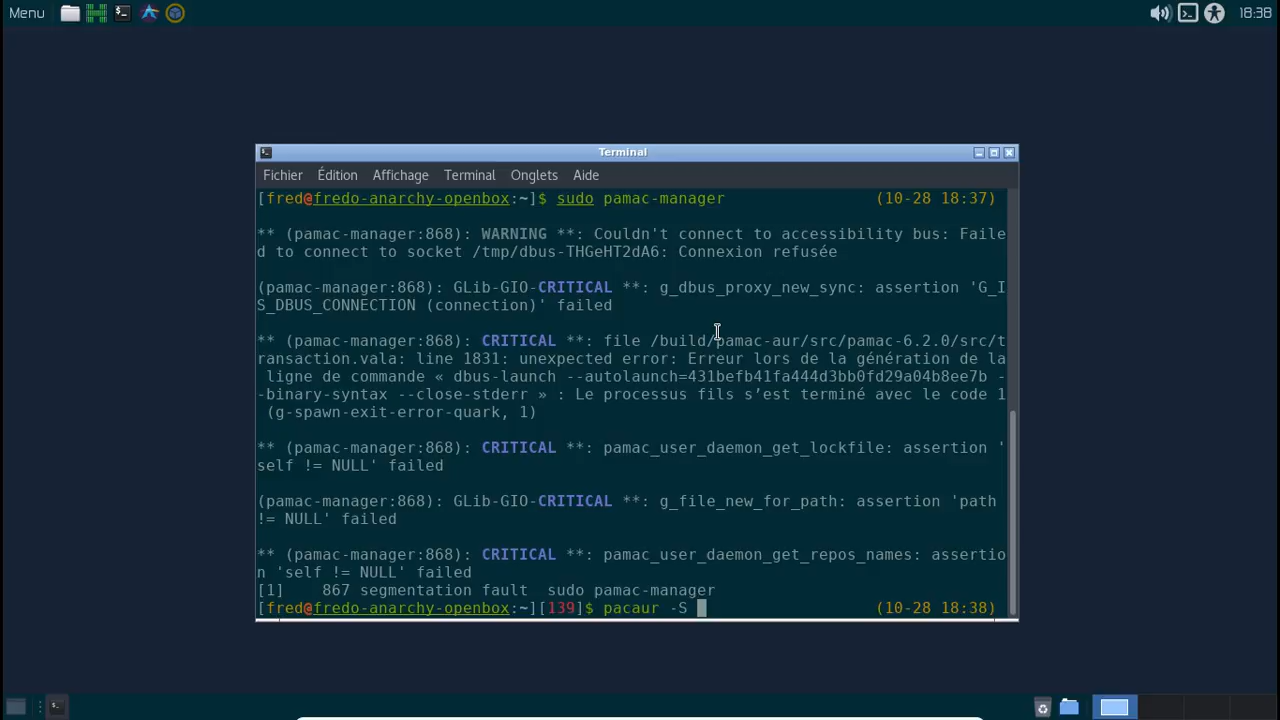 Menu 18:38
Terminal
Fichier Édition Affichage Terminal Onglets Aide
[fred@fredo-anarchy-openbox:~]$ sudo pamac-manager (10-28 18:37)
** (pamac-manager:868): WARNING **: Couldn't connect to accessibility bus: Faile
d to connect to socket /tmp/dbus-THGeHT2dA6: Connexion refusée
(pamac-manager:868): GLib-GIO-CRITICAL **: g_dbus_proxy_new_sync: assertion 'G_I
S_DBUS_CONNECTION (connection)' failed
** (pamac-manager:868): CRITICAL **: file /build/pamac-aur/src/pamac-6.2.0/src/t
ransaction.vala: line 1831: unexpected error: Erreur lors de la génération de la
 ligne de commande « dbus-launch --autolaunch=431befb41fa444d3bb0fd29a04b8ee7b -
-binary-syntax --close-stderr » : Le processus fils s’est terminé avec le code 1
 (g-spawn-exit-error-quark, 1)
** (pamac-manager:868): CRITICAL **: pamac_user_daemon_get_lockfile: assertion '
self != NULL' failed
(pamac-manager:868): GLib-GIO-CRITICAL **: g_file_new_for_path: assertion 'path
!= NULL' failed
** (pamac-manager:868): CRITICAL **: pamac_user_daemon_get_repos_names: assertio
n 'self != NULL' failed
[1]    867 segmentation fault  sudo pamac-manager
[fred@fredo-anarchy-openbox:~][139]$ pacaur -S (10-28 18:38)